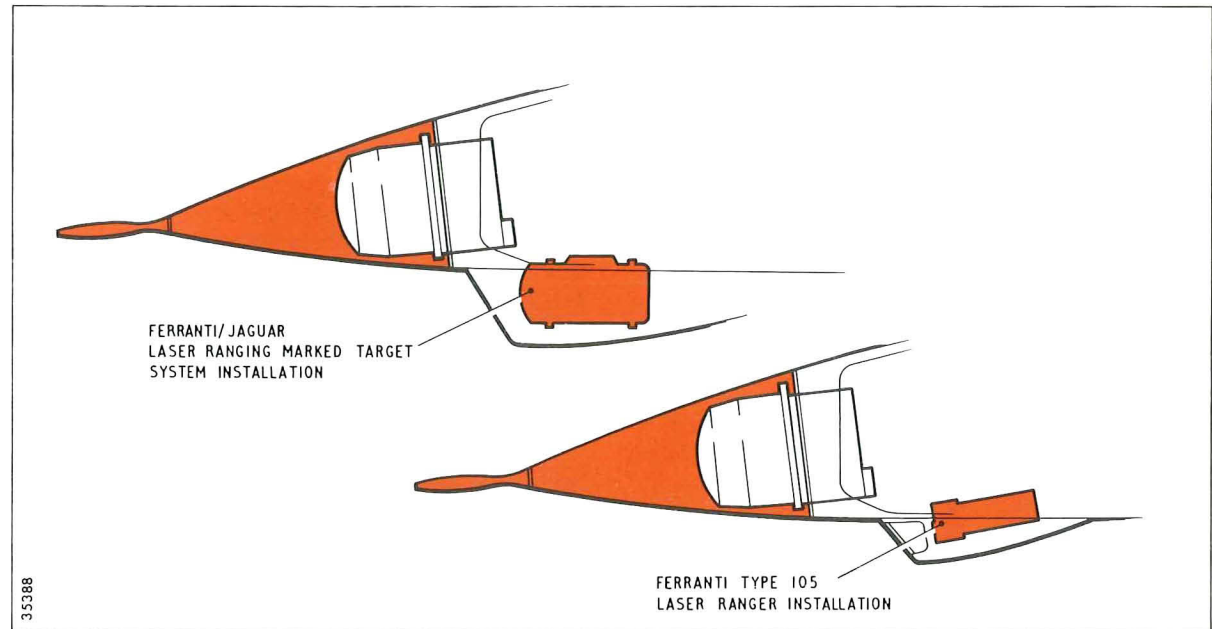 FERRANTI/JAGUAR
LASER RANGING MARKED TARGET
SYSTEM INSTALLATION
FERRANTI TYPE 105
LASER RANGER INSTALLATION
35388